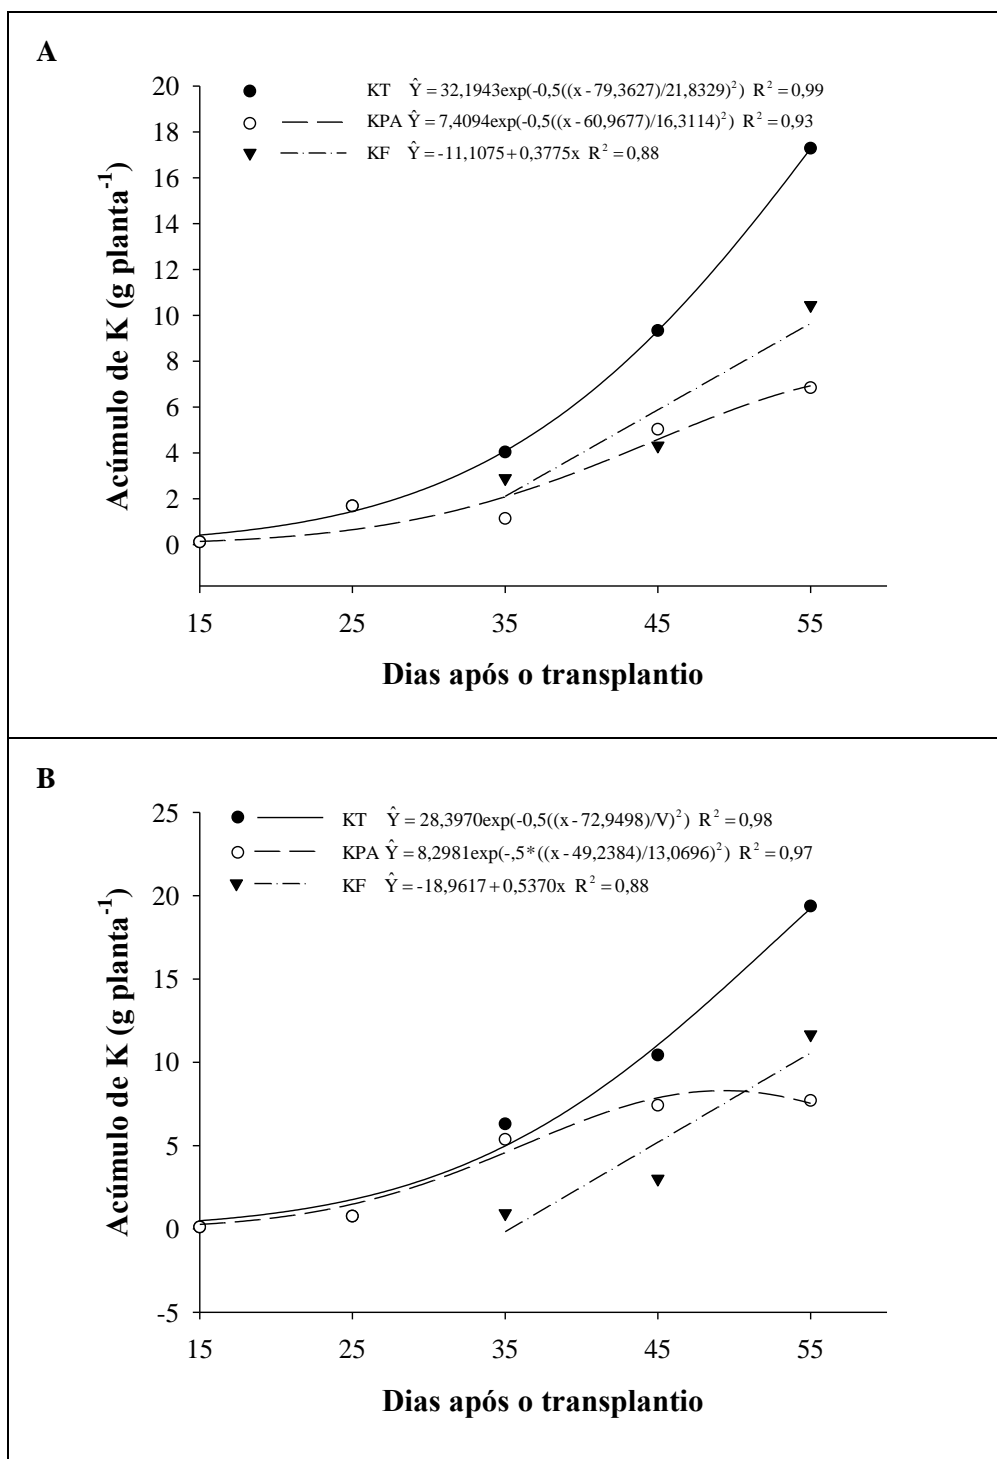 A
20
18
16
14
12
10
8
6
4
2
0
Acúmulo de K (g planta⁻¹)
KT Ŷ = 32,1943exp(-0,5((x - 79,3627)/21,8329)²) R² = 0,99
KPA Ŷ = 7,4094exp(-0,5((x - 60,9677)/16,3114)²) R² = 0,93
KF Ŷ = -11,1075+0,3775x R² = 0,88
15 25 35 45 55
Dias após o transplantio
B
25
20
15
10
5
0
-5
Acúmulo de K (g planta⁻¹)
KT Ŷ = 28,3970exp(-0,5((x - 72,9498)/V)²) R² = 0,98
KPA Ŷ = 8,2981exp(-,5*((x - 49,2384)/13,0696)²) R² = 0,97
KF Ŷ = -18,9617+0,5370x R² = 0,88
15 25 35 45 55
Dias após o transplantio